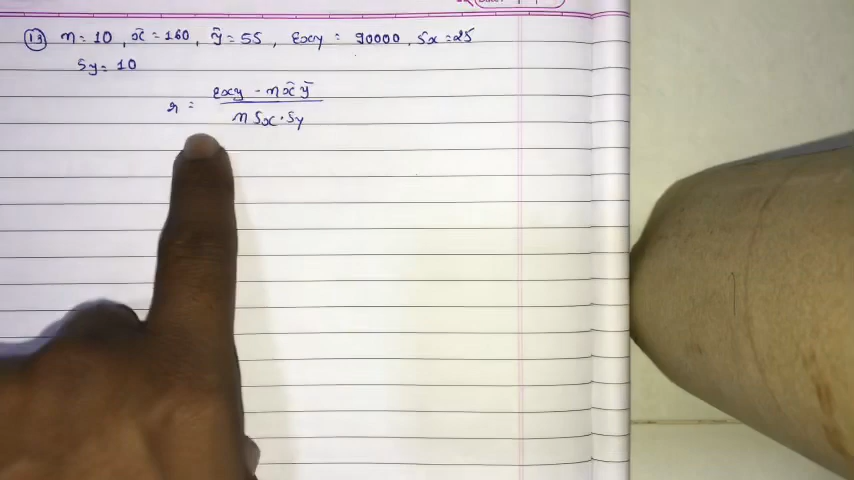 (13) n = 10, x̄ = 160, ȳ = 55, Σxy = 90000, Sx = 25
Sy = 10
r = (Σxy - n x̄ ȳ) / (n Sx · Sy)